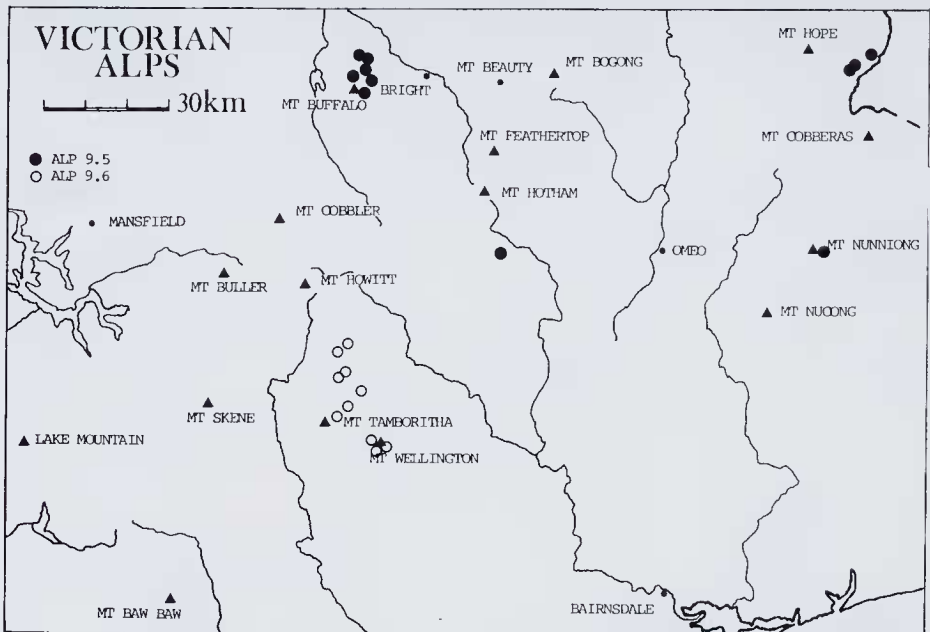 VICTORIAN
ALPS
30km
ALP 9.5
ALP 9.6
MT HOPE
MT BEAUTY
MT BOGONG
BRIGHT
MT BUFFALO
MT FEATHERTOP
MT COBBERAS
MT HOTHAM
MANSFIELD
MT COBBLER
OMEO
MT NUNNIONG
MT BULLER
MT HOWITT
MT NUOONG
MT SKENE
MT TAMBORITHA
LAKE MOUNTAIN
MT WELLINGTON
MT BAW BAW
BAIRNSDALE